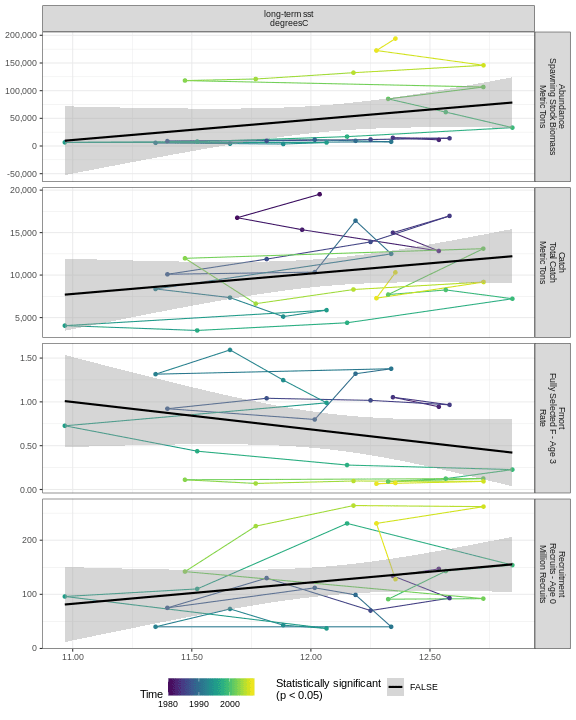 long-term sst
degreesC
200,000
150,000
100,000
50,000
0
-50,000
Abundance
Spawning Stock Biomass
Metric Tons
20,000
15,000
10,000
5,000
Catch
Total Catch
Metric Tons
1.50
1.00
0.50
0.00
Fmort
Fully Selected F - Age 3
Rate
200
100
0
Recruitment
Recruits - Age 0
Million Recruits
11.00 11.50 12.00 12.50
Time
1980 1990 2000
Statistically significant
(p < 0.05)
FALSE